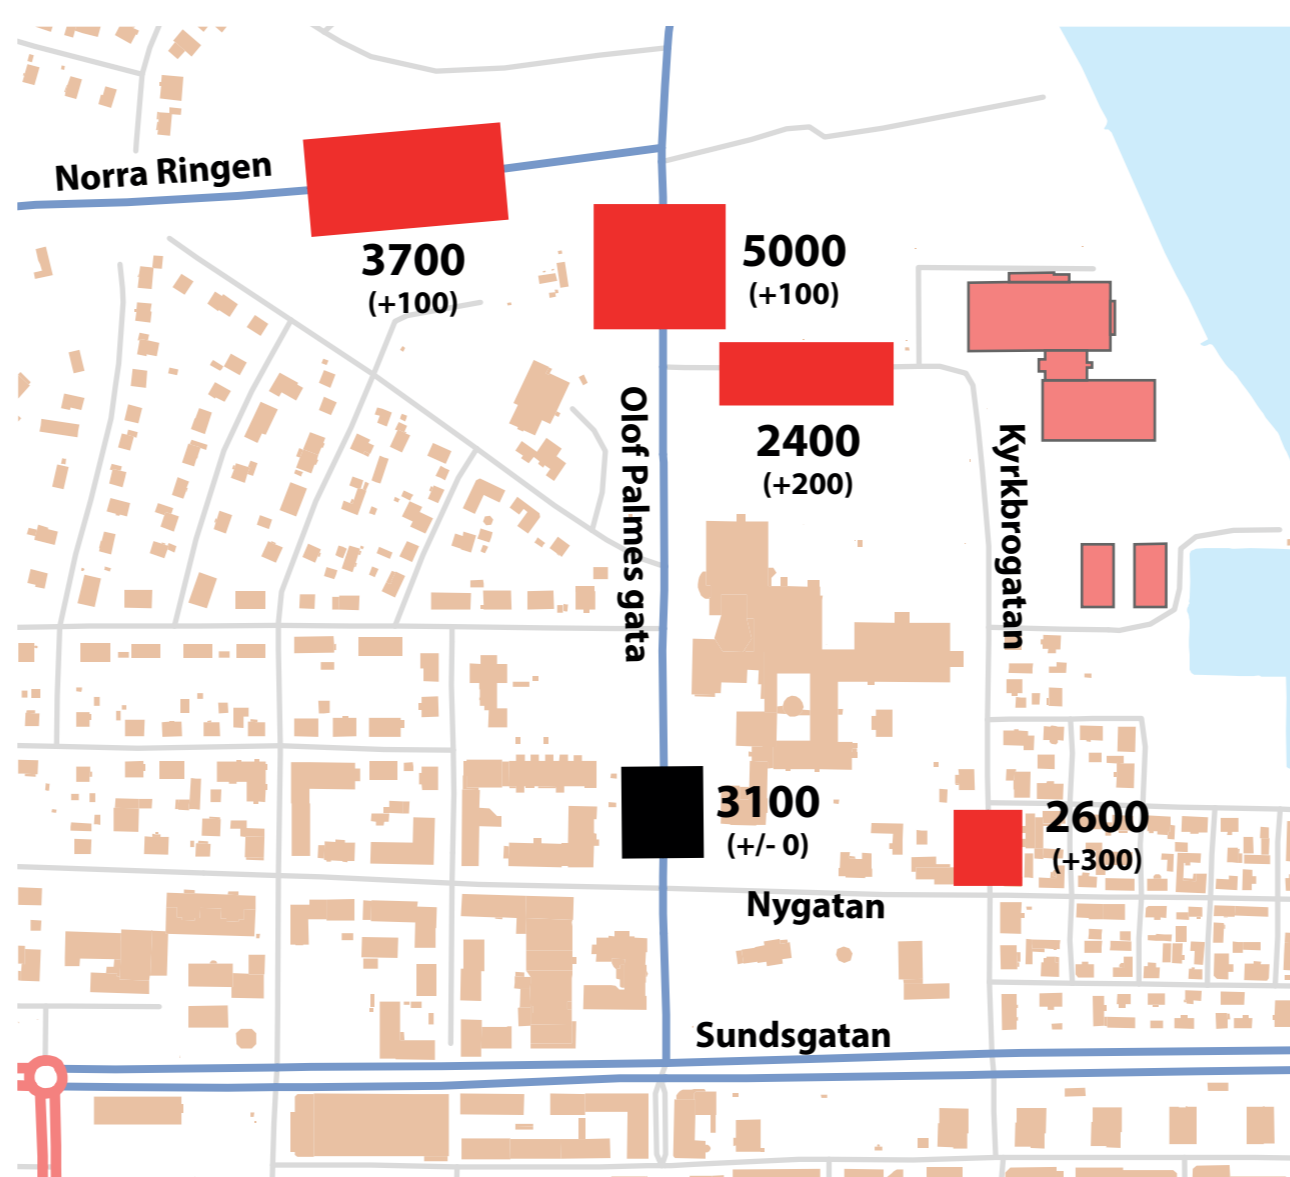 Norra Ringen
3700
(+100)
5000
(+100)
2400
(+200)
Olof Palmes gata
Kyrkbrogatan
3100
(+/- 0)
2600
(+300)
Nygatan
Sundsgatan